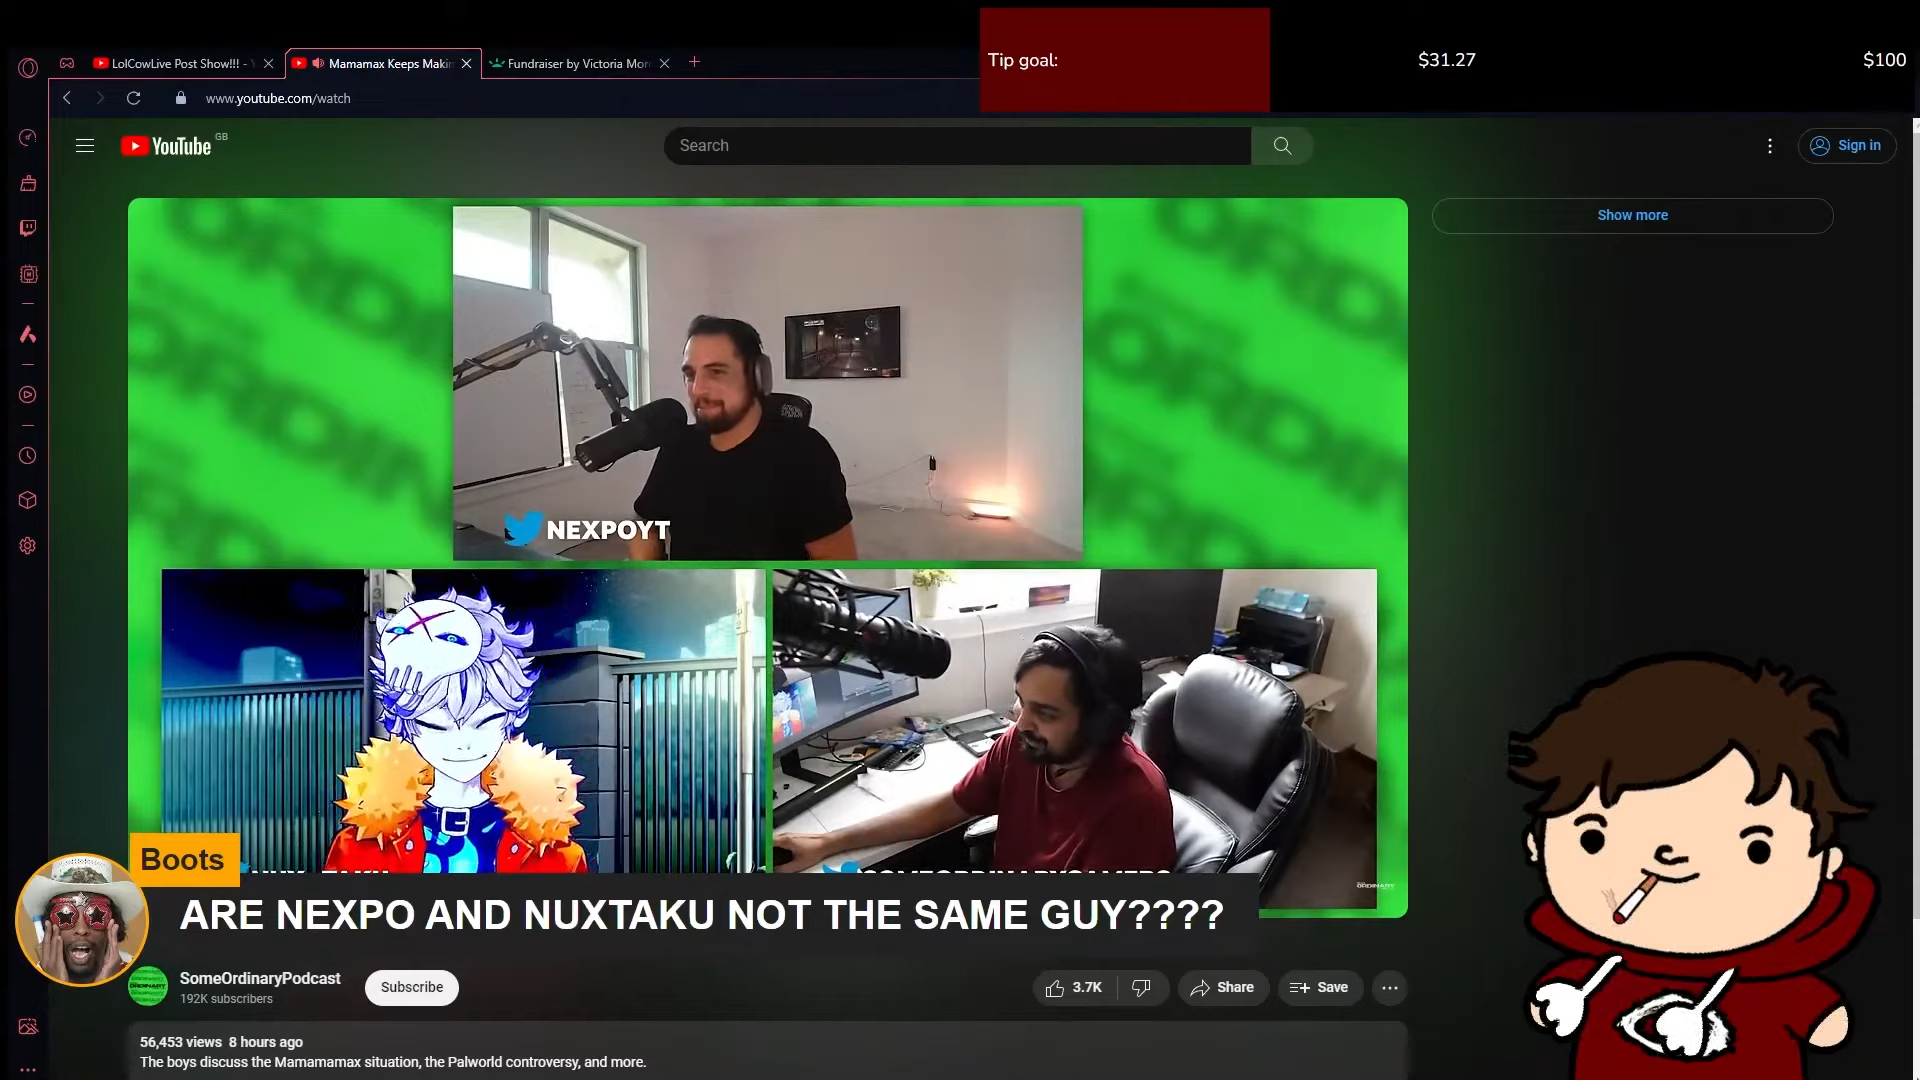 Tip goal:
$31.27
$100
LolCowLive Post Show!!! -
Mamamax Keeps Makin
Fundraiser by Victoria Mor
www.youtube.com/watch
YouTube
GB
Search
Sign in
Show more
NEXPOYT
Boots
ARE NEXPO AND NUXTAKU NOT THE SAME GUY????
SomeOrdinaryPodcast
192K subscribers
Subscribe
3.7K
Share
Save
56,453 views 8 hours ago
The boys discuss the Mamamamax situation, the Palworld controversy, and more.